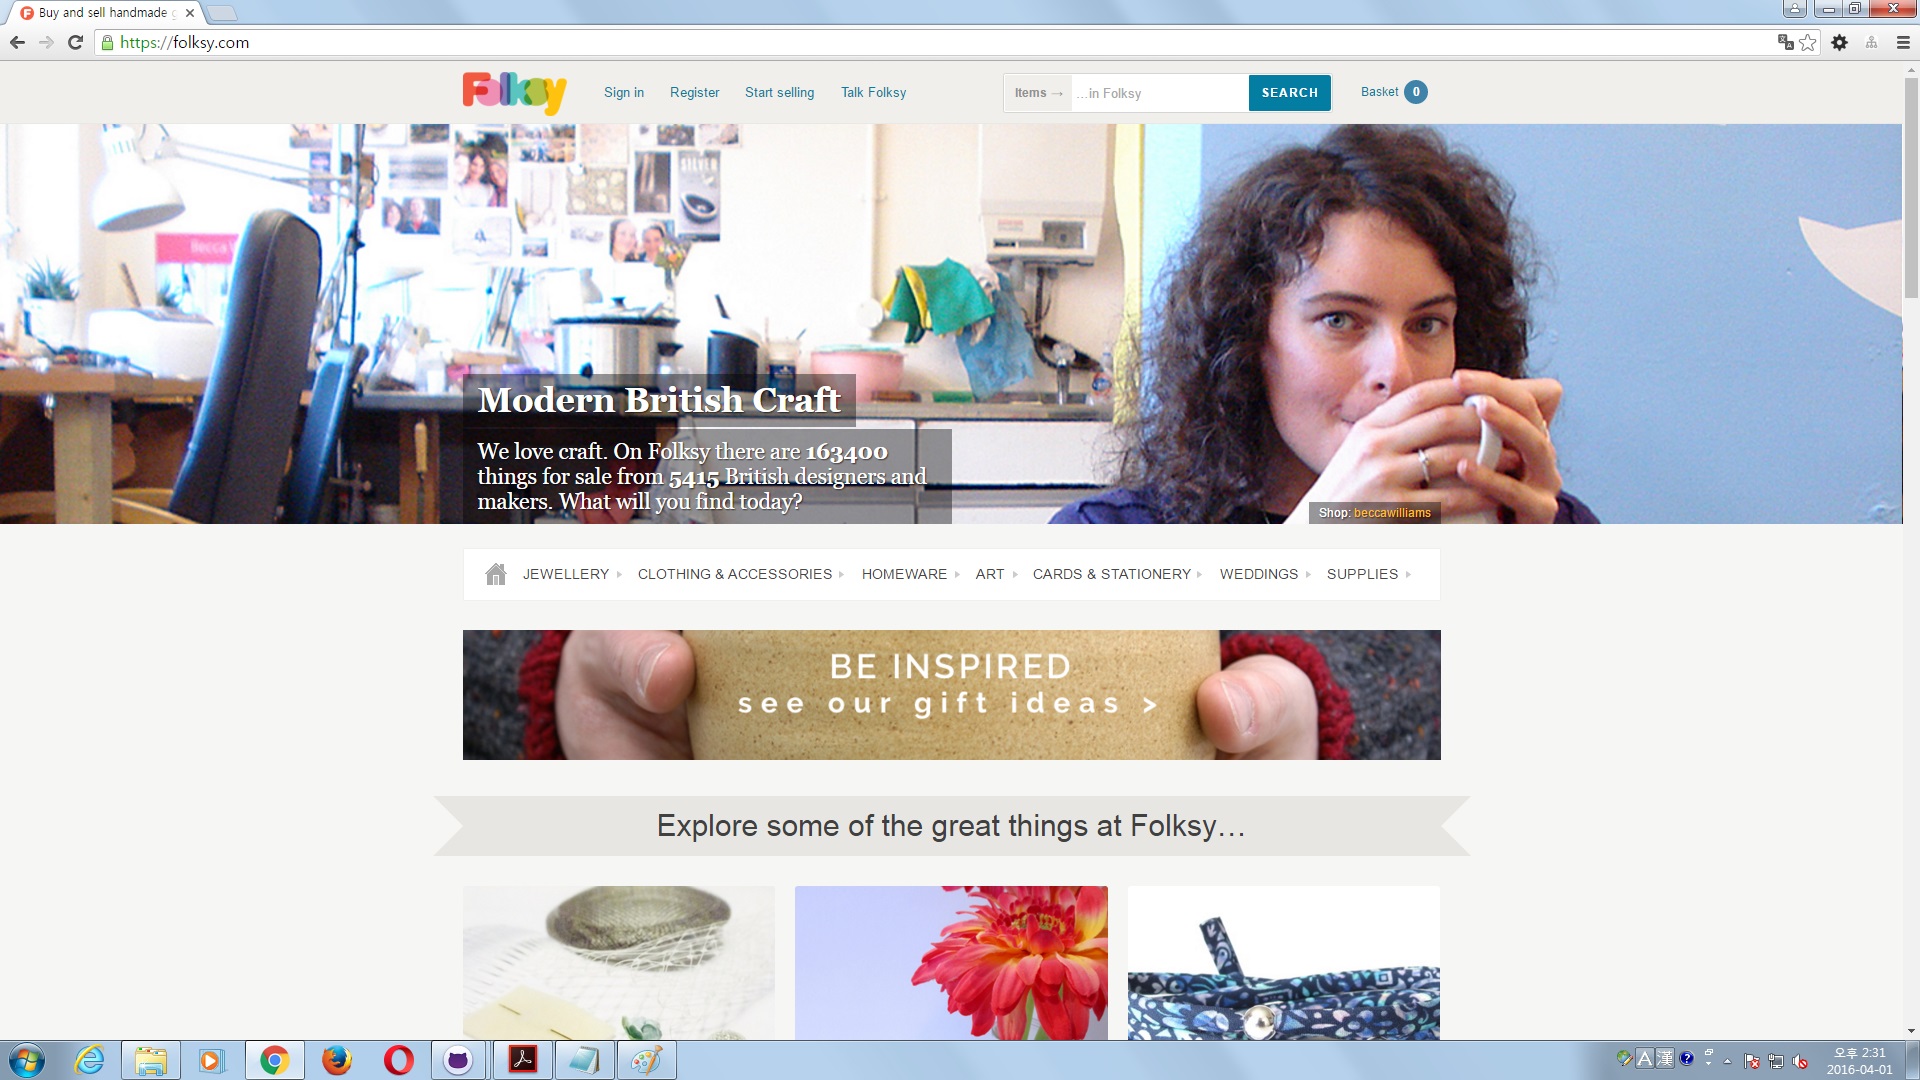 Buy and sell handmade
https://folksy.com
Folksy
Sign in
Register
Start selling
Talk Folksy
Items →
...in Folksy
SEARCH
Basket 0
SILVER
Becca
Modern British Craft
We love craft. On Folksy there are 163400
things for sale from 5415 British designers and
makers. What will you find today?
Shop: beccawilliams
JEWELLERY
CLOTHING & ACCESSORIES
HOMEWARE
ART
CARDS & STATIONERY
WEDDINGS
SUPPLIES
BE INSPIRED
see our gift ideas >
Explore some of the great things at Folksy...
A 漢
오후 2:31
2016-04-01